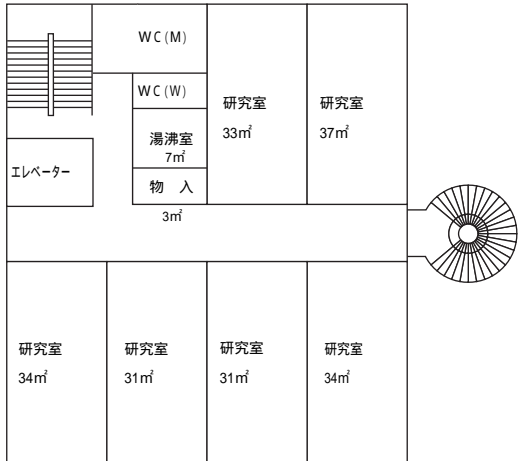 WC(M)
WC(W)
研究室
33㎡
研究室
37㎡
湯沸室
7㎡
エレベーター
物 入
3㎡
研究室
34㎡
研究室
31㎡
研究室
31㎡
研究室
34㎡